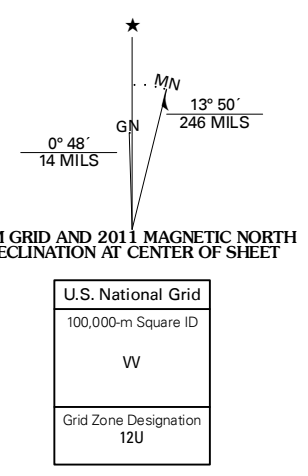 MN
GN
13° 50´
246 MILS
0° 48´
14 MILS
M GRID AND 2011 MAGNETIC NORTH
ECLINATION AT CENTER OF SHEET
U.S. National Grid
100,000-m Square ID
VV
Grid Zone Designation
12U